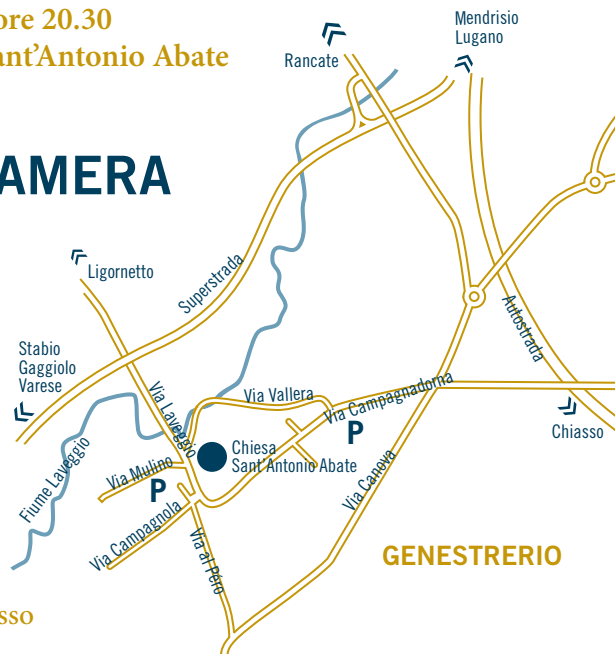 ore 20.30
ant'Antonio Abate
Mendrisio
Lugano
Rancate
AMERA
Ligornetto
Superstrada
Autostrada
Stabio
Gaggiolo
Varese
Via Laveggio
Via Vallera
Via Campagnadorna
P
Chiasso
Chiesa
Sant'Antonio Abate
Fiume Laveggio
Via Mulino
P
Via Canova
Via Campagnola
Via al Pero
GENESTRERIO
sso